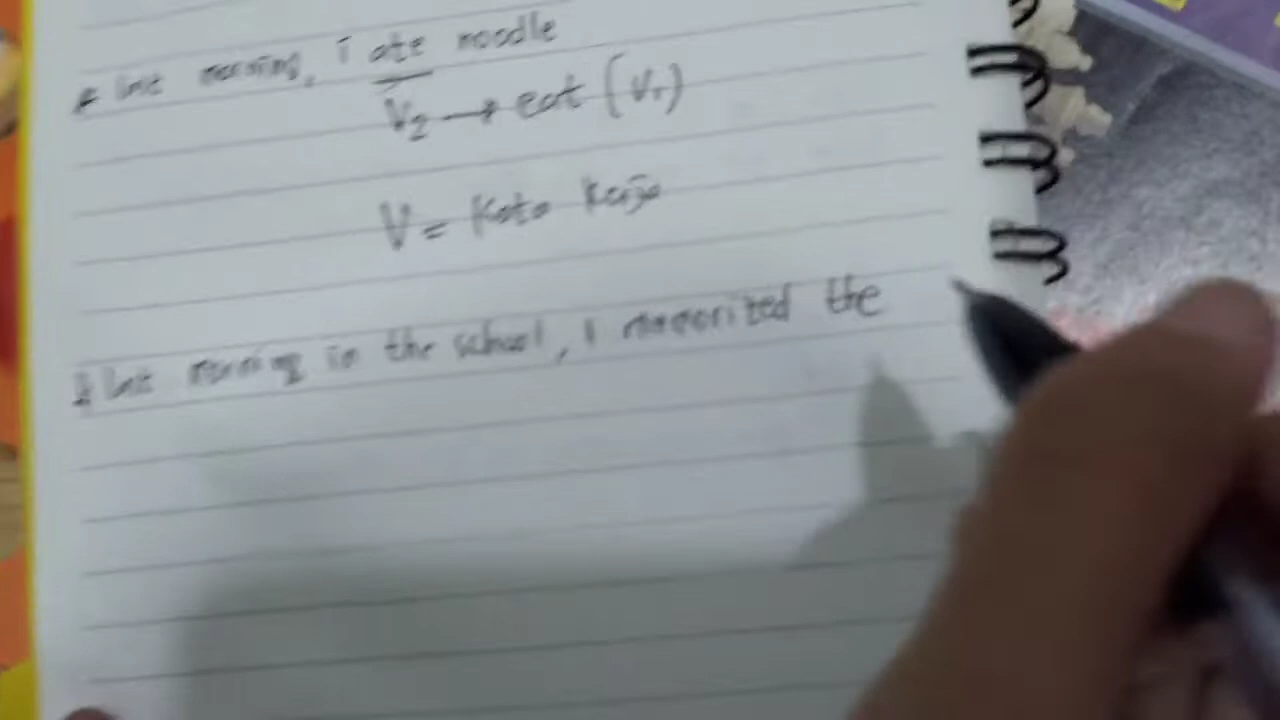 * last morning, i ate noodle
V2 → eat (V1)
V = Kata Kerja
* last morning in the school, i memorized the